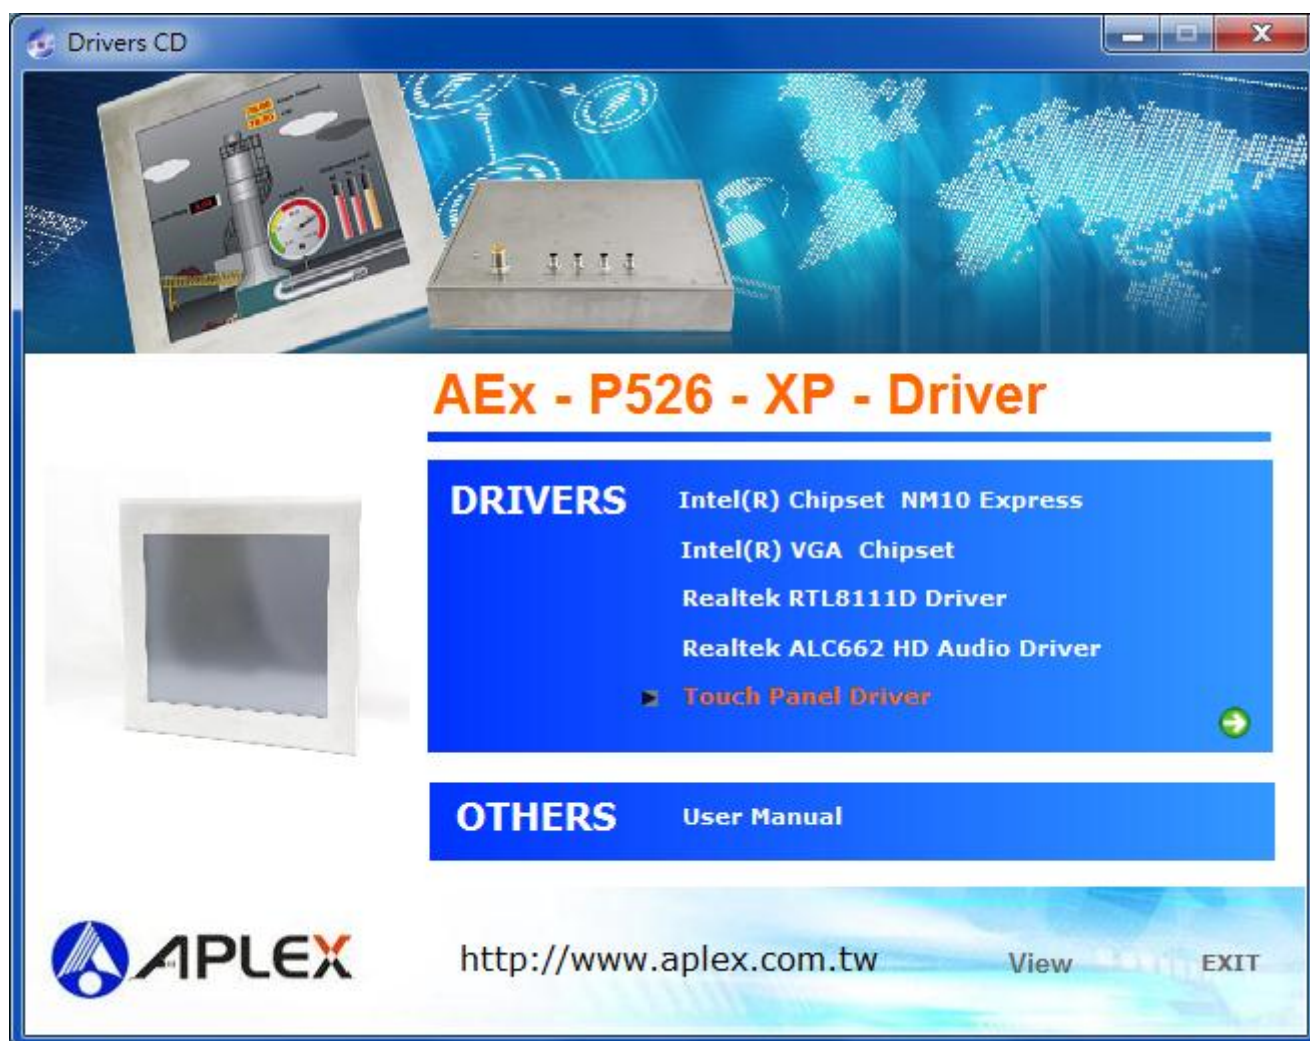 Drivers CD
AEx - P526 - XP - Driver
DRIVERS
Intel(R) Chipset NM10 Express
Intel(R) VGA Chipset
Realtek RTL8111D Driver
Realtek ALC662 HD Audio Driver
Touch Panel Driver
OTHERS
User Manual
APLEX
http://www.aplex.com.tw
View
EXIT